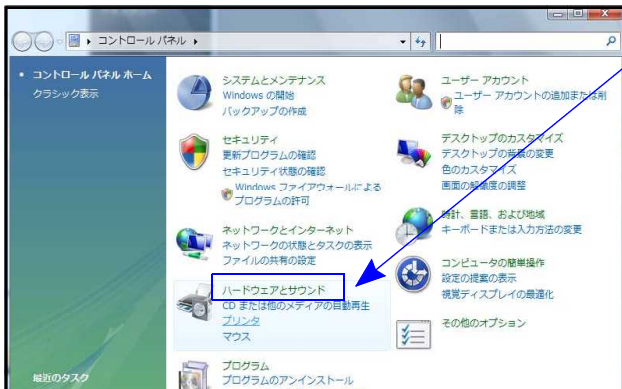 コントロール パネル
コントロール パネル ホーム
クラシック表示
システムとメンテナンス
Windows の開始
バックアップの作成
セキュリティ
更新プログラムの確認
セキュリティ状態の確認
Windows ファイアウォールによる
プログラムの許可
ネットワークとインターネット
ネットワークの状態とタスクの表示
ファイルの共有の設定
ハードウェアとサウンド
CD または他のメディアの自動再生
プリンタ
マウス
プログラム
プログラムのアンインストール
ユーザー アカウント
ユーザー アカウントの追加または削
除
デスクトップのカスタマイズ
デスクトップの背景の変更
色のカスタマイズ
画面の解像度の調整
時計、言語、および地域
キーボードまたは入力方法の変更
コンピュータの簡単操作
設定の提案の表示
視覚ディスプレイの最適化
その他のオプション
最近のタスク